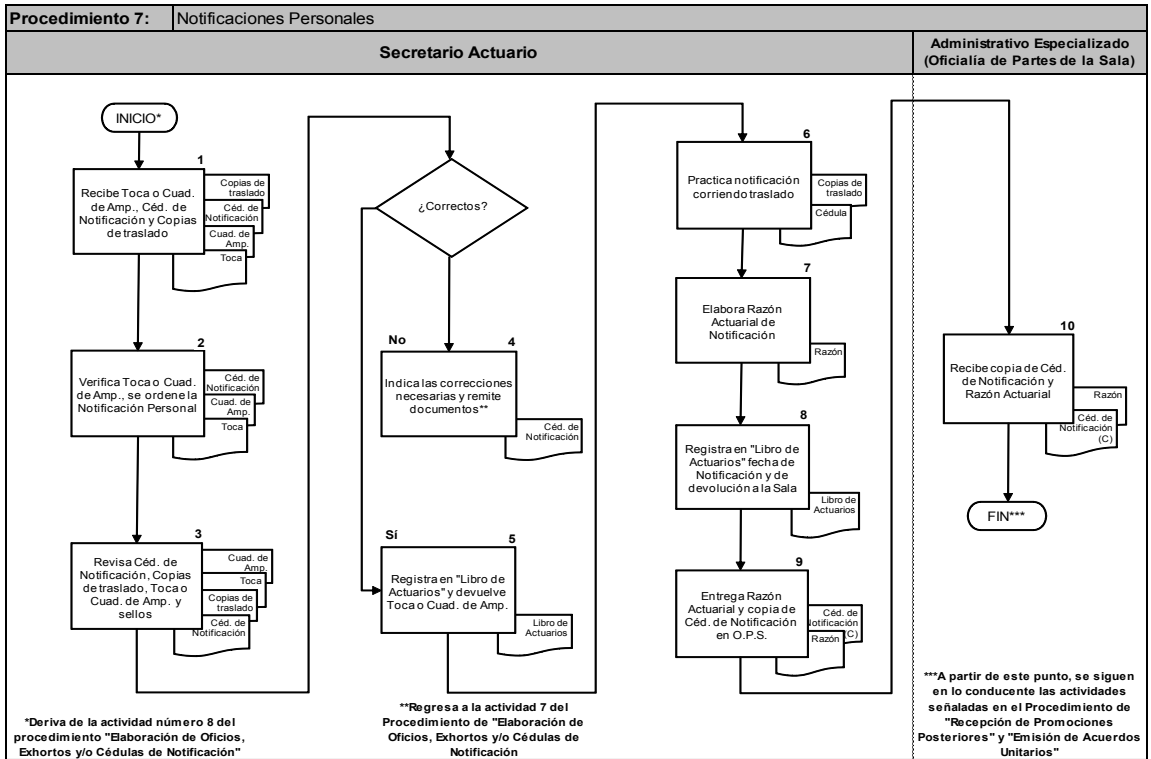 Procedimiento 7: Notificaciones Personales
Secretario Actuario
Administrativo Especializado
(Oficialía de Partes de la Sala)
INICIO*
1
Recibe Toca o Cuad.
de Amp., Céd. de
Notificación y Copias
de traslado
Copias de
traslado
Céd. de
Notificación
Cuad. de
Amp.
Toca
2
Verifica Toca o Cuad.
de Amp., se ordene la
Notificación Personal
Céd. de
Notificación
Cuad. de
Amp.
Toca
3
Revisa Céd. de
Notificación, Copias
de traslado, Toca o
Cuad. de Amp. y
sellos
Cuad. de
Amp.
Toca
Copias de
traslado
Céd. de
Notificación
*Deriva de la actividad número 8 del
procedimiento "Elaboración de Oficios,
Exhortos y/o Cédulas de Notificación"
¿Correctos?
No
4
Indica las correcciones
necesarias y remite
documentos**
Céd. de
Notificación
Sí
5
Registra en "Libro de
Actuarios" y devuelve
Toca o Cuad. de Amp.
Libro de
Actuarios
**Regresa a la actividad 7 del
Procedimiento de "Elaboración de
Oficios, Exhortos y/o Cédulas de
Notificación
6
Practica notificación
corriendo traslado
Copias de
traslado
Cédula
7
Elabora Razón
Actuarial de
Notificación
Razón
8
Registra en "Libro de
Actuarios" fecha de
Notificación y de
devolución a la Sala
Libro de
Actuarios
9
Entrega Razón
Actuarial y copia de
Céd. de Notificación
en O.P.S.
Céd. de
Notificación
(C)
Razón
10
Recibe copia de Céd.
de Notificación y
Razón Actuarial
Razón
Céd. de
Notificación
(C)
FIN***
***A partir de este punto, se siguen
en lo conducente las actividades
señaladas en el Procedimiento de
"Recepción de Promociones
Posteriores" y "Emisión de Acuerdos
Unitarios"